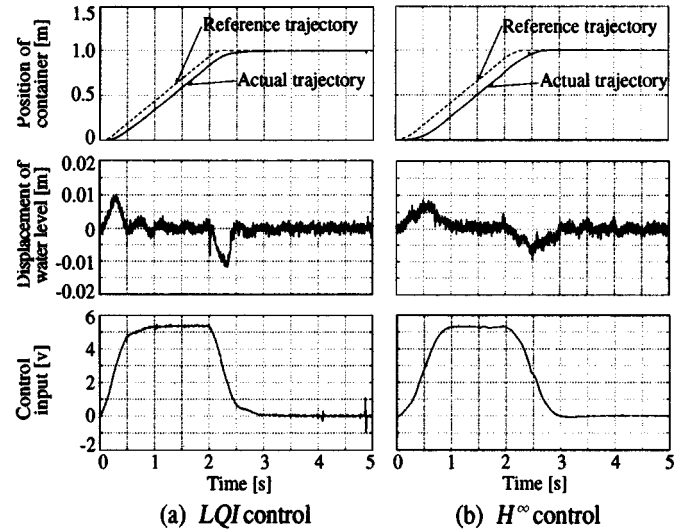 Position of
container [m]
1.5
1.0
0.5
0
Reference trajectory
Actual trajectory
Reference trajectory
Actual trajectory
Displacement of
water level [m]
0.02
0.01
0
-0.01
-0.02
Control
input [v]
6
4
2
0
-2
0 1 2 3 4 5
Time [s]
0 1 2 3 4 5
Time [s]
(a) LQI control
(b) H∞ control